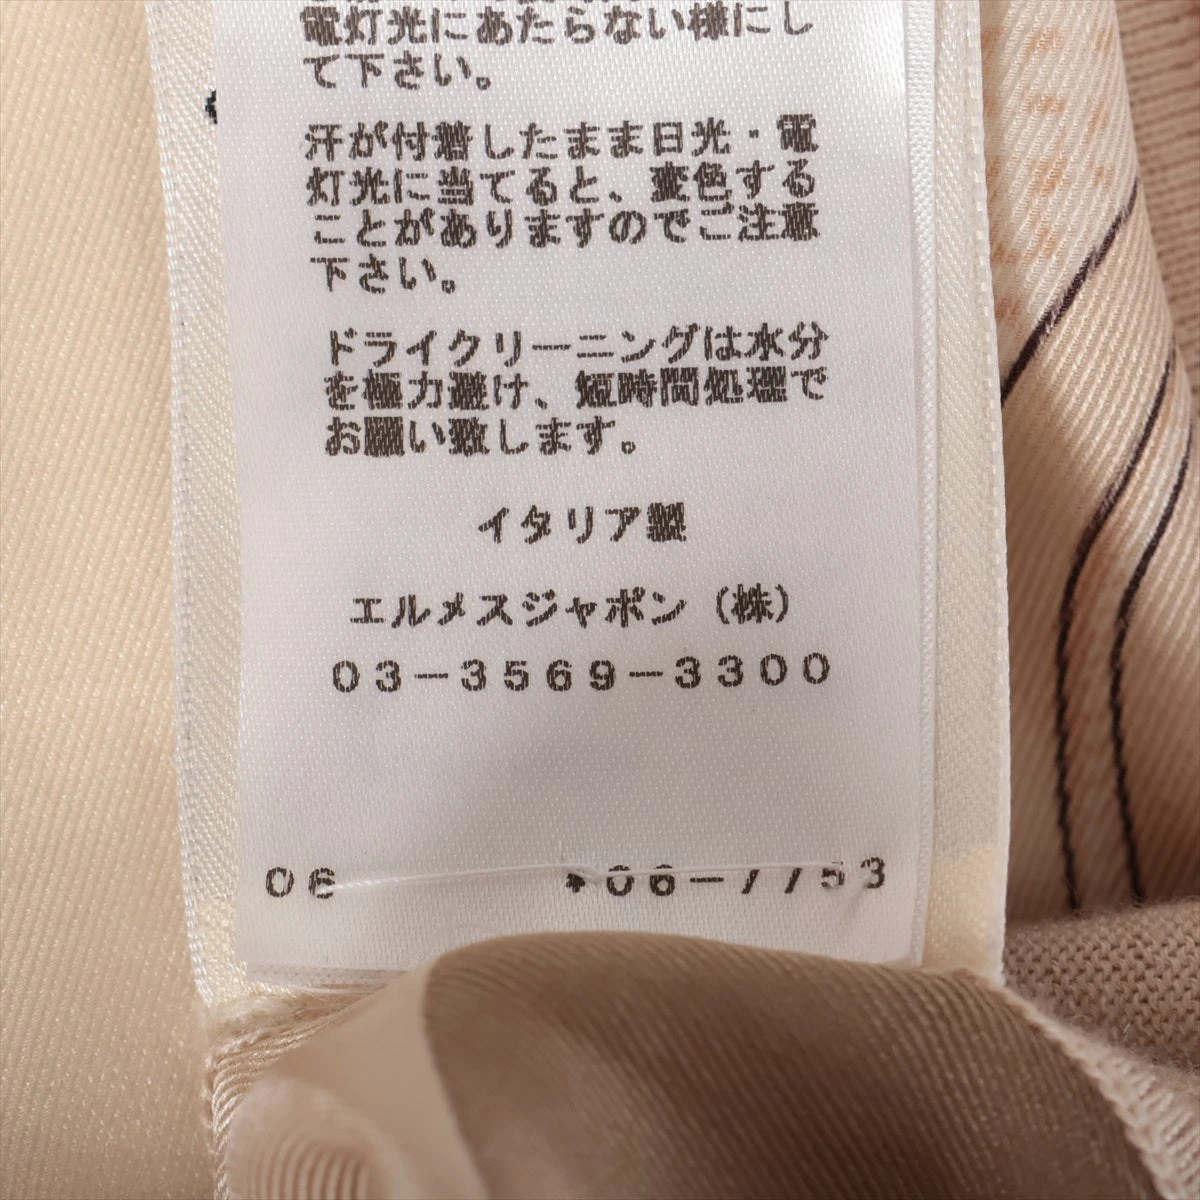 電灯光にあたらない様にし
て下さい。
汗が付着したまま日光・電
灯光に当てると、変色する
ことがありますのでご注意
下さい。
ドライクリーニングは水分
を極力避け、短時間処理で
お願い致します。
イタリア製
エルメスジャポン(株)
03-3569-3300
06 *06-7753